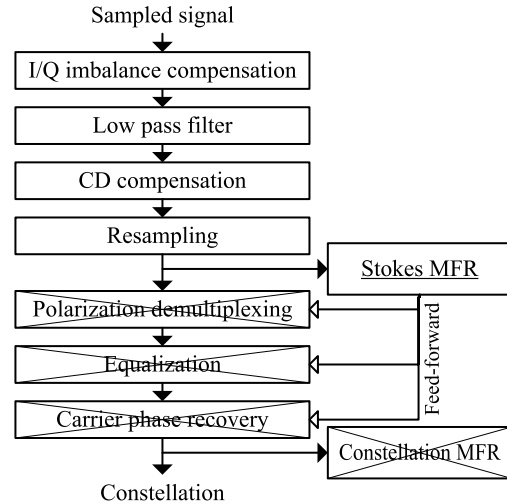 Sampled signal
I/Q imbalance compensation
Low pass filter
CD compensation
Resampling
Stokes MFR
Polarization demultiplexing
Equalization
Feed-forward
Carrier phase recovery
Constellation MFR
Constellation